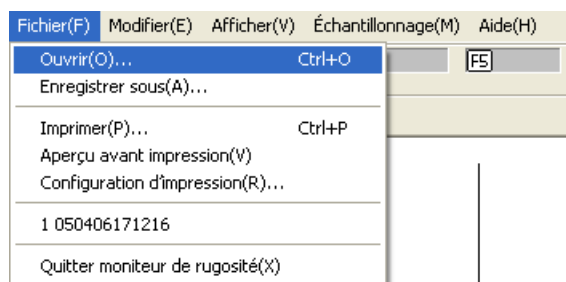 Fichier(F) Modifier(E) Afficher(V) Échantillonnage(M) Aide(H)
Ouvrir(O)... Ctrl+O F5
Enregistrer sous(A)...
Imprimer(P)... Ctrl+P
Aperçu avant impression(V)
Configuration d'impression(R)...
1 050406171216
Quitter moniteur de rugosité(X)